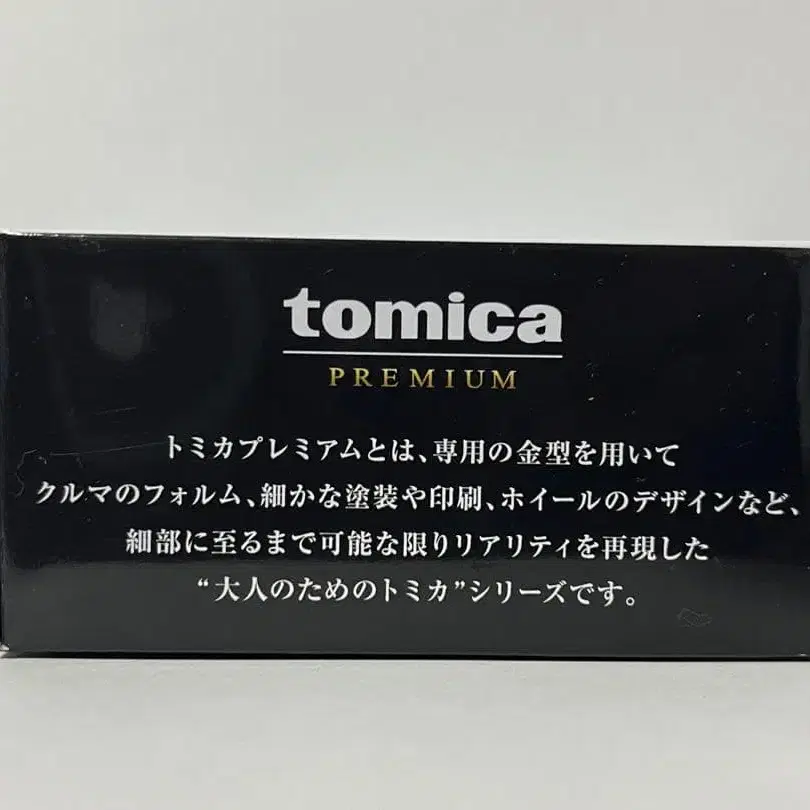 tomica
PREMIUM
トミカプレミアムとは、専用の金型を用いて
クルマのフォルム、細かな塗装や印刷、ホイールのデザインなど、
細部に至るまで可能な限りリアリティを再現した
“大人のためのトミカ”シリーズです。